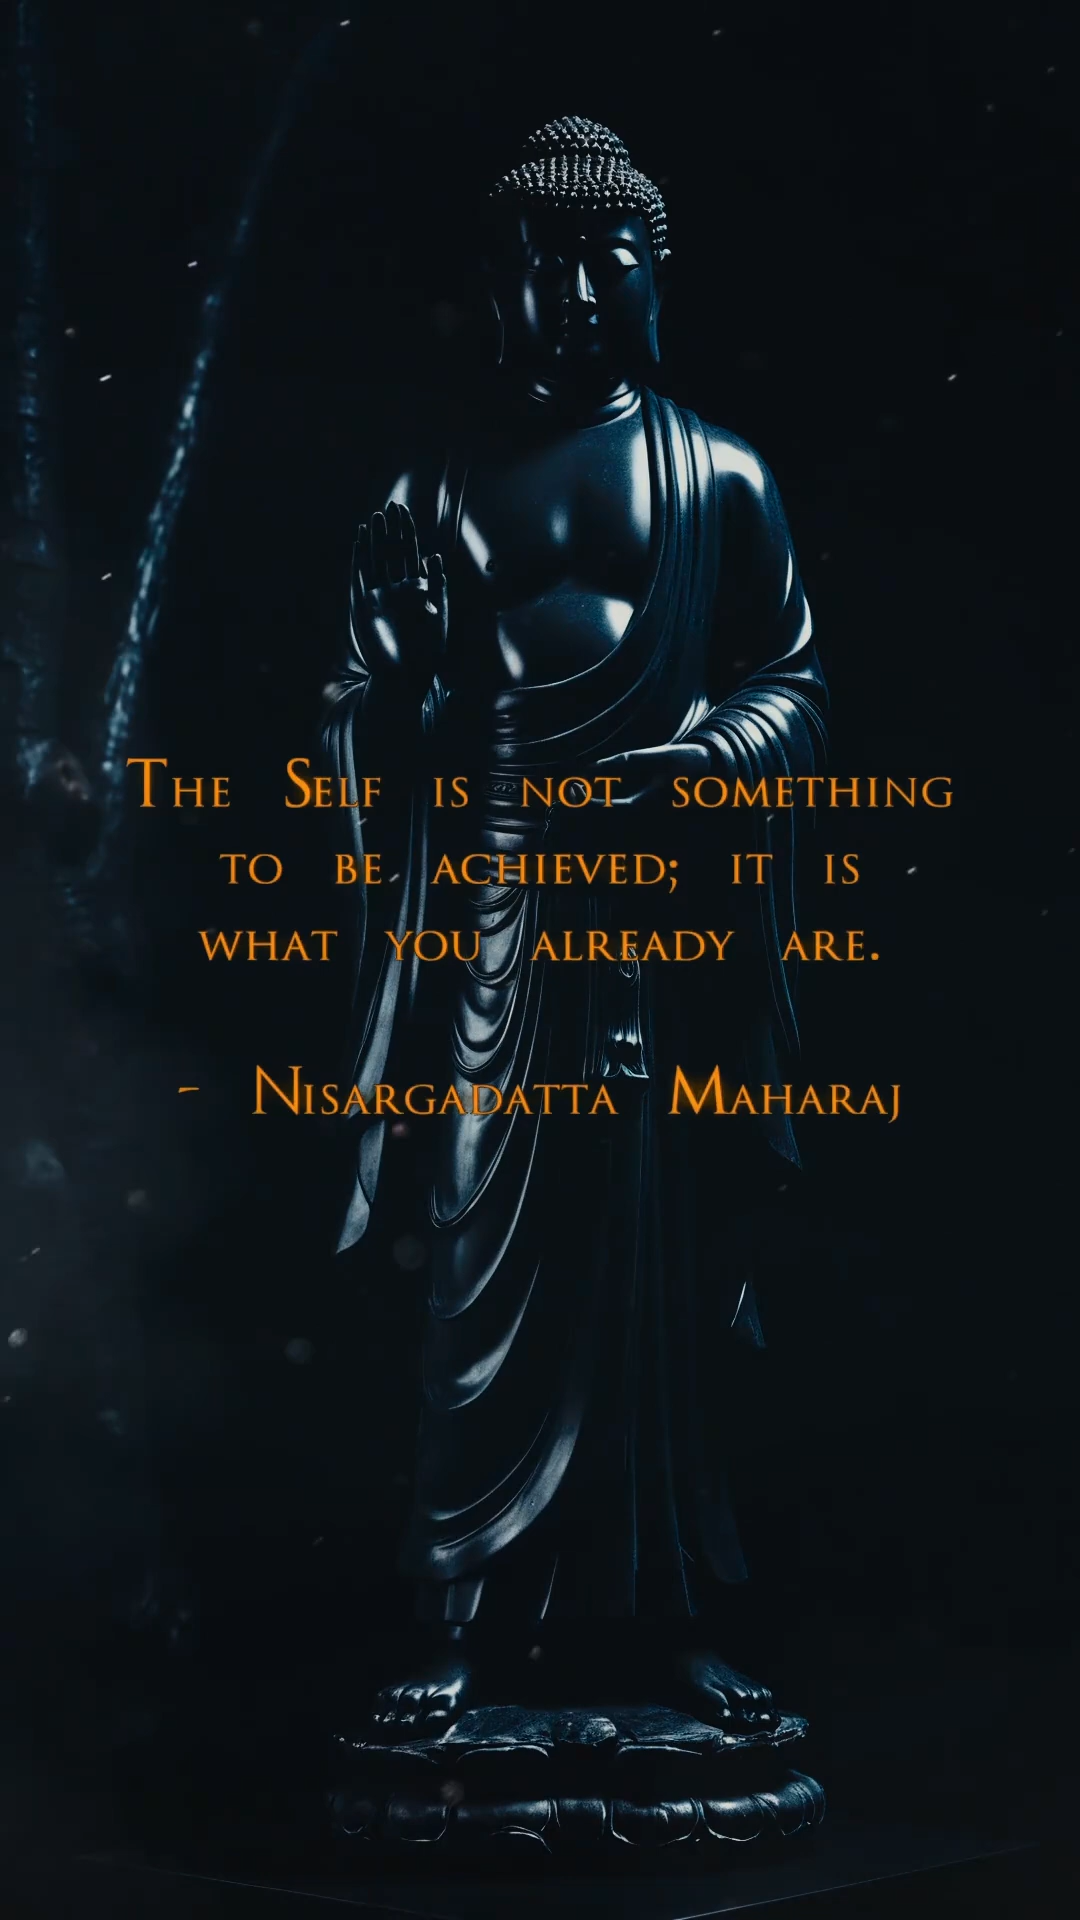 The Self is not something
to be achieved; it is
what you already are.
- Nisargadatta Maharaj